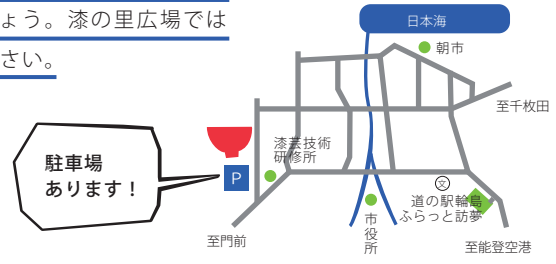 ょう。漆の里広場では
さい。
日本海
朝市
至千枚田
漆芸技術
研修所
駐車場
あります！
P
文
道の駅輪島
ふらっと訪夢
市役所
至門前
至能登空港